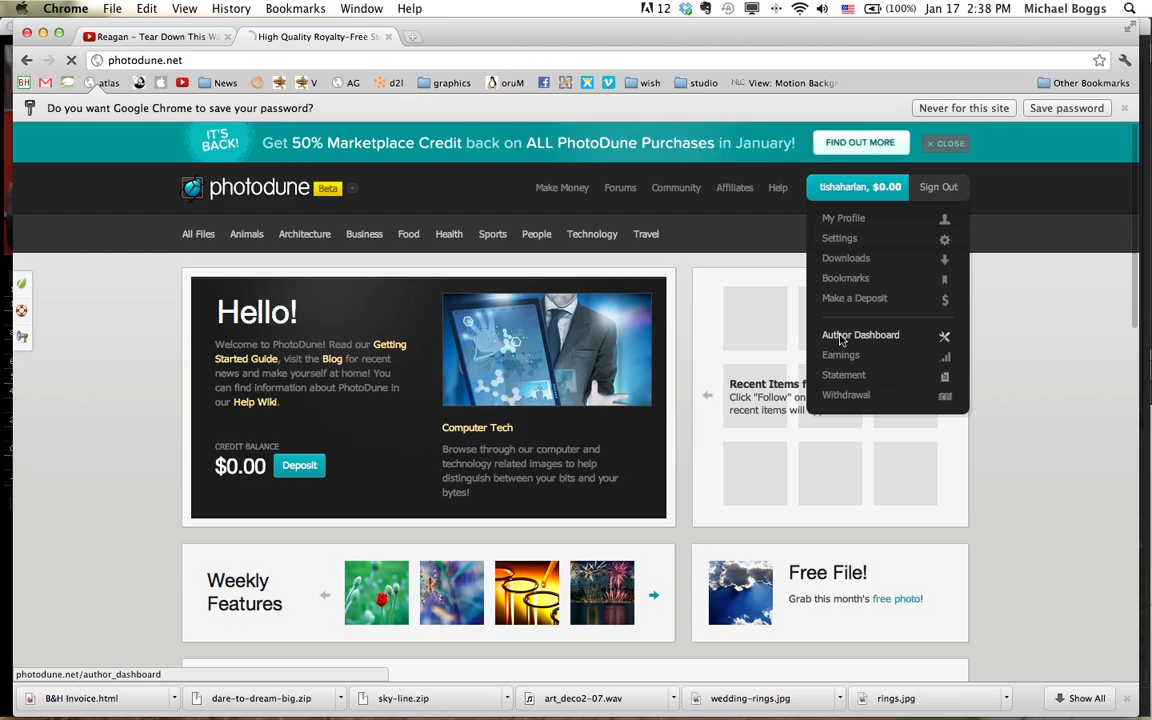 Chrome File Edit View History Bookmarks Window Help 12 (100%) Jan 17 2:38 PM Michael Boggs
Reagan – Tear Down This W High Quality Royalty-Free St
photodune.net
BH atlas News V AG d2l graphics oruM wish studio View: Motion Backgr Other Bookmarks
Do you want Google Chrome to save your password? Never for this site Save password
IT'S BACK! Get 50% Marketplace Credit back on ALL PhotoDune Purchases in January! FIND OUT MORE CLOSE
photodune Beta Make Money Forums Community Affiliates Help tishaharlan, $0.00 Sign Out
All Files Animals Architecture Business Food Health Sports People Technology Travel
My Profile
Settings
Downloads
Bookmarks
Make a Deposit
Author Dashboard
Earnings
Statement
Withdrawal
Hello!
Welcome to PhotoDune! Read our Getting
Started Guide, visit the Blog for recent
news and make yourself at home! You
can find information about PhotoDune in
our Help Wiki.
CREDIT BALANCE
$0.00 Deposit
Computer Tech
Browse through our computer and
technology related images to help
distinguish between your bits and your
bytes!
Recent Items f
Click "Follow" on
recent items will
Weekly
Features
Free File!
Grab this month's free photo!
photodune.net/author_dashboard
B&H Invoice.html dare-to-dream-big.zip sky-line.zip art_deco2-07.wav wedding-rings.jpg rings.jpg Show All